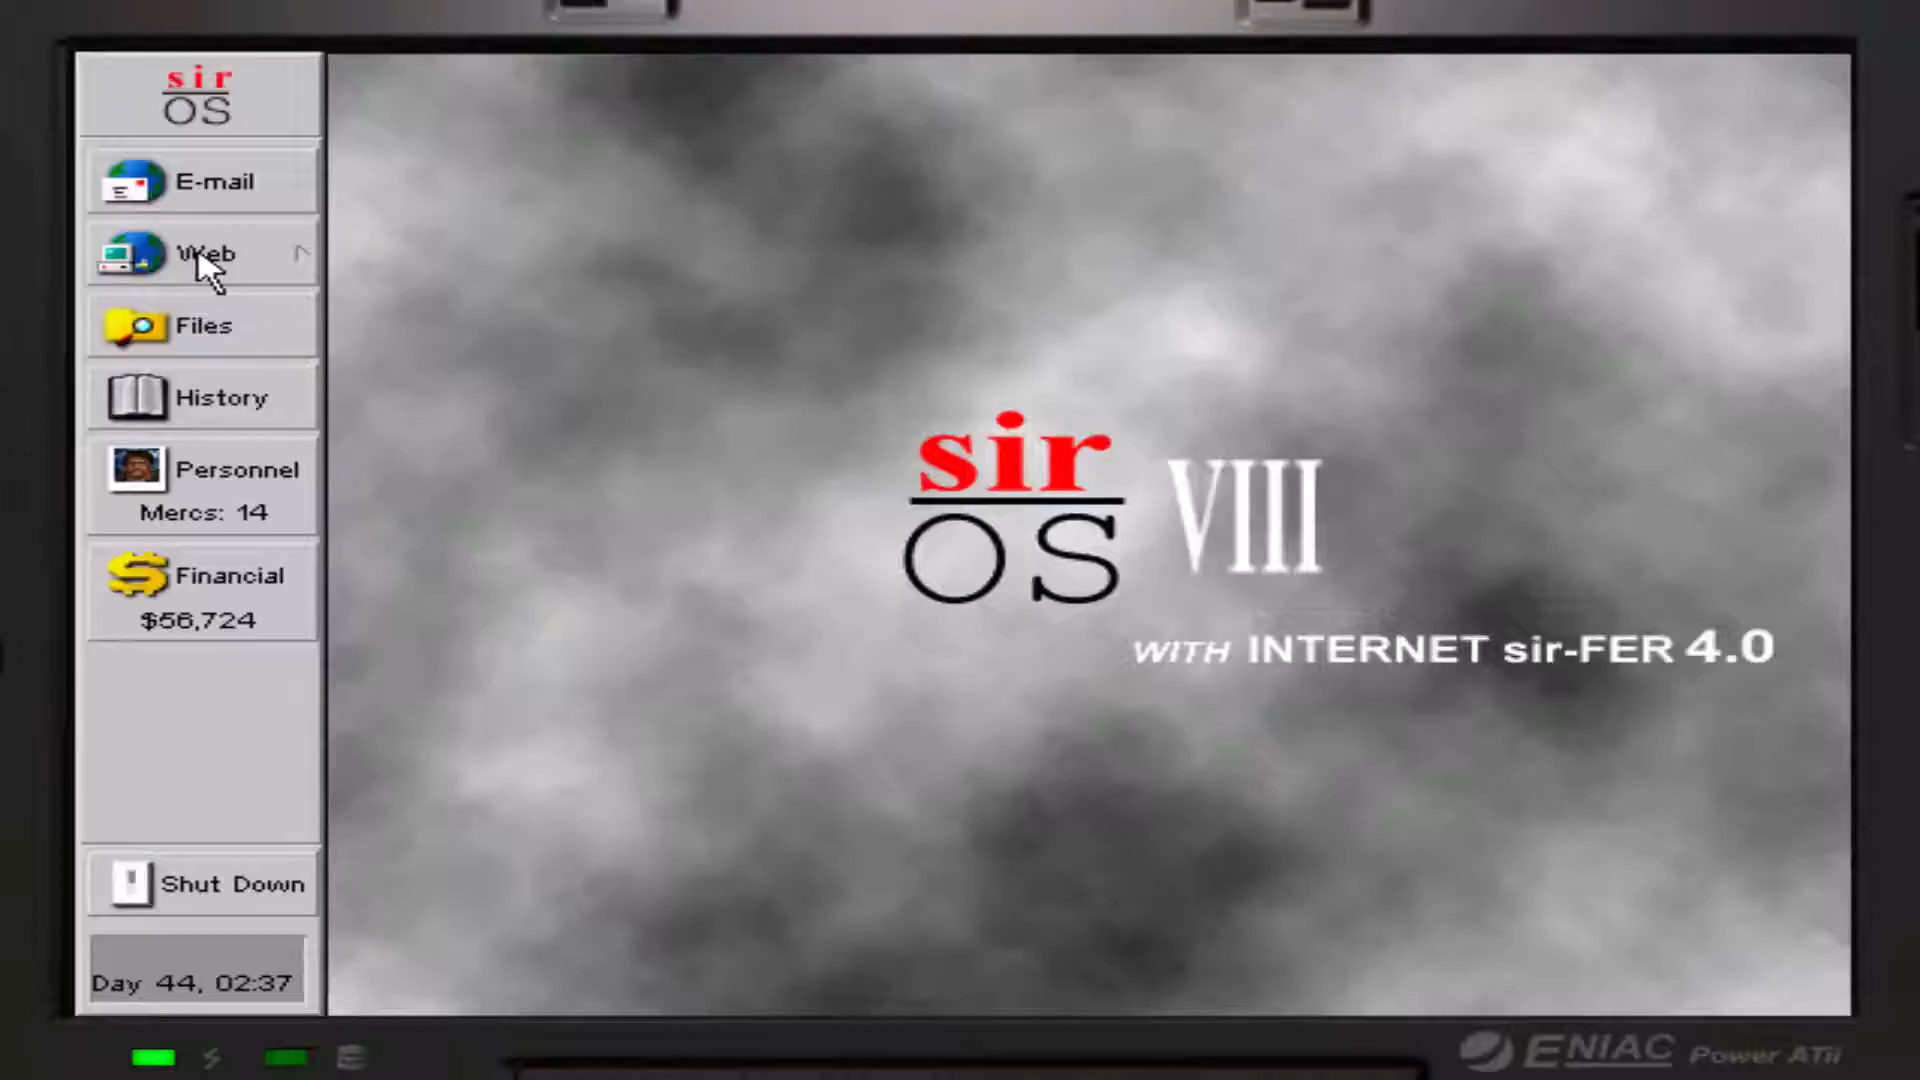 sir
OS
E-mail
Web
Files
History
Personnel
Mercs: 14
Financial
$56,724
Shut Down
Day 44, 02:37
sir
OS
VIII
WITH INTERNET sir-FER 4.0
ENIAC Power ATii